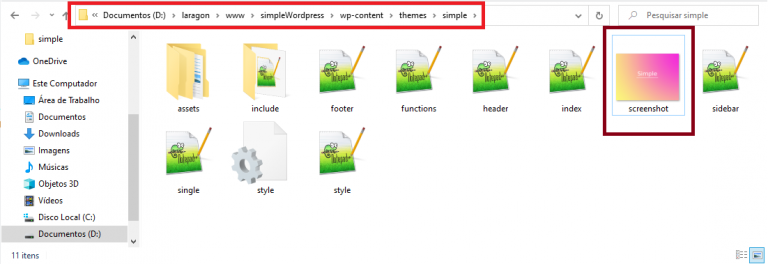 « Documentos (D:) › laragon › www › simpleWordpress › wp-content › themes › simple ›
Pesquisar simple
simple
OneDrive
Este Computador
Área de Trabalho
Documentos
Downloads
Imagens
Músicas
Objetos 3D
Vídeos
Disco Local (C:)
Documentos (D:)
assets
include
footer
functions
header
index
Simple
screenshot
sidebar
single
style
style
11 itens